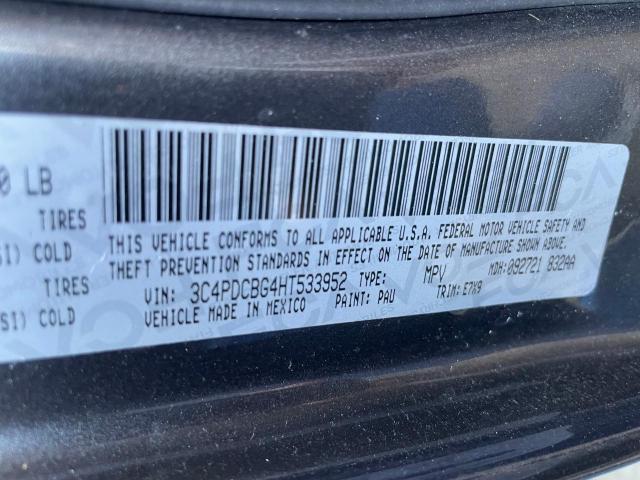 0 LB
TIRES
SI) COLD
TIRES
SI) COLD
THIS VEHICLE CONFORMS TO ALL APPLICABLE U.S.A. FEDERAL MOTOR VEHICLE SAFETY AND
THEFT PREVENTION STANDARDS IN EFFECT ON THE DATE OF MANUFACTURE SHOWN ABOVE.
VIN: 3C4PDCBG4HT533952 TYPE: MPV MDH:092721 832AA
VEHICLE MADE IN MEXICO PAINT: PAU TRIM: E7X9